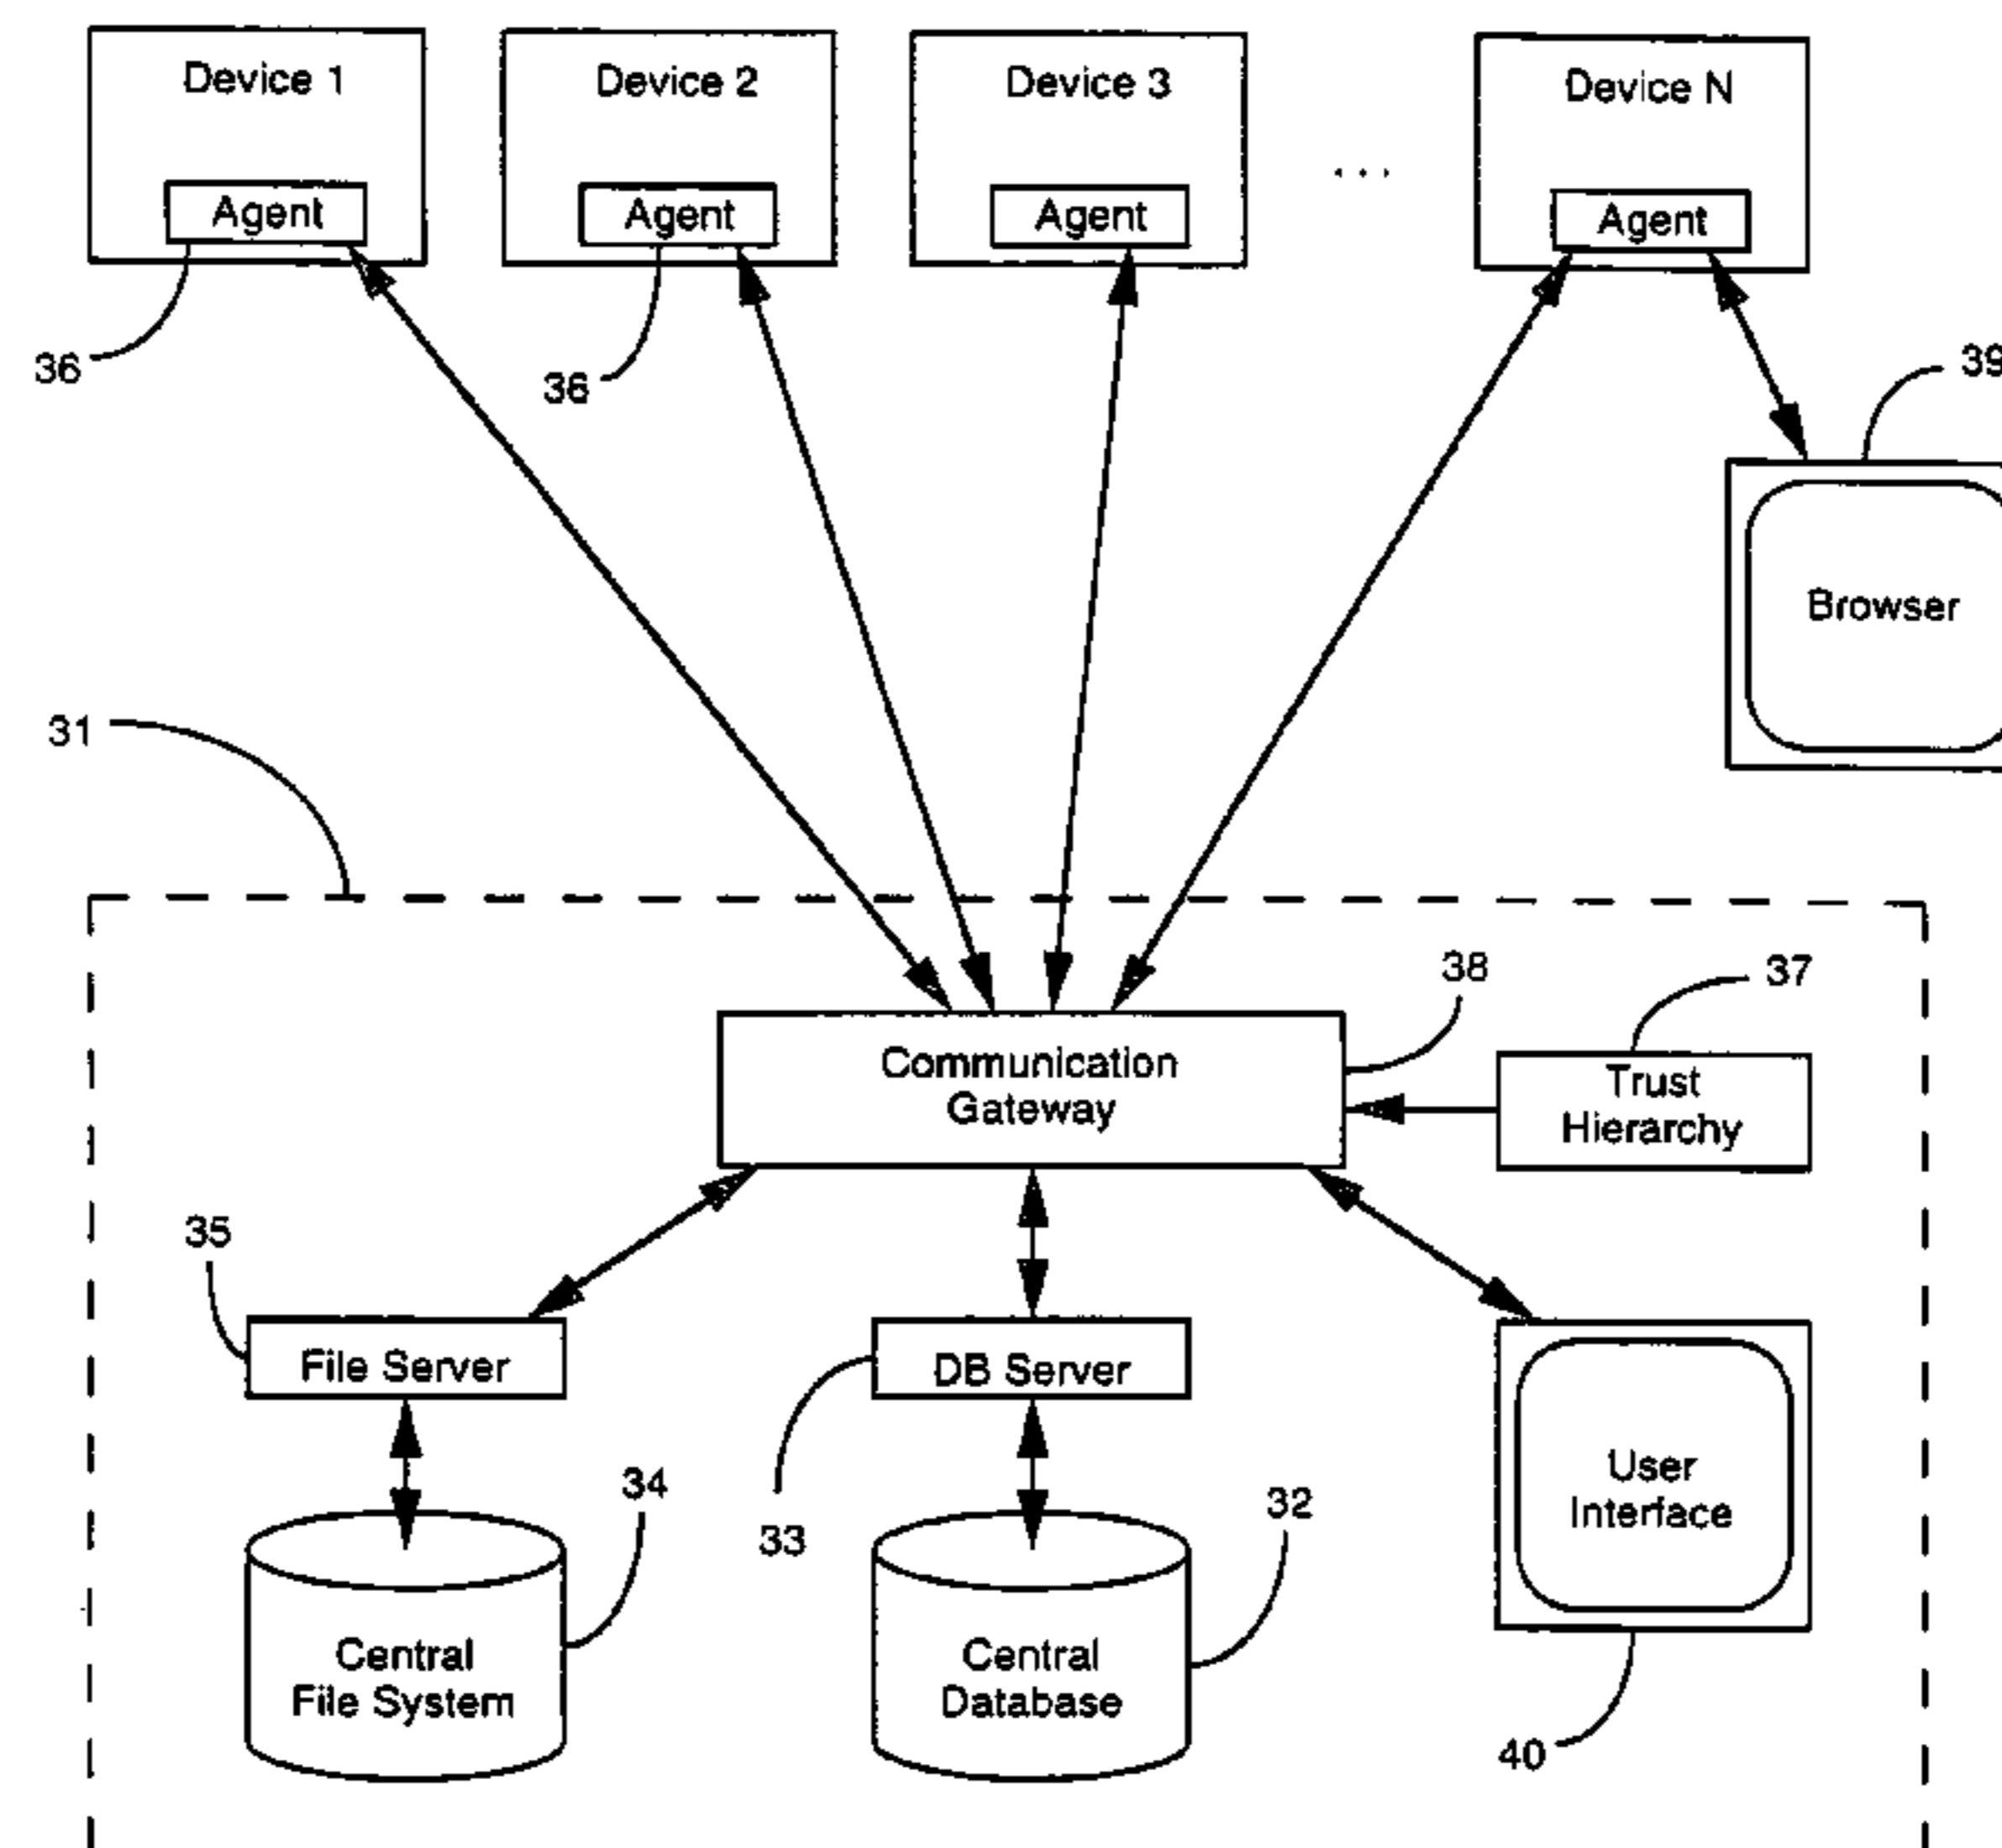 Device 1
Device 2
Device 3
Device N
Agent
Agent
Agent
Agent
. . .
36
36
39
Browser
31
38
37
Communication
Gateway
Trust
Hierarchy
35
File Server
DB Server
34
33
32
User
Interface
Central
File System
Central
Database
40